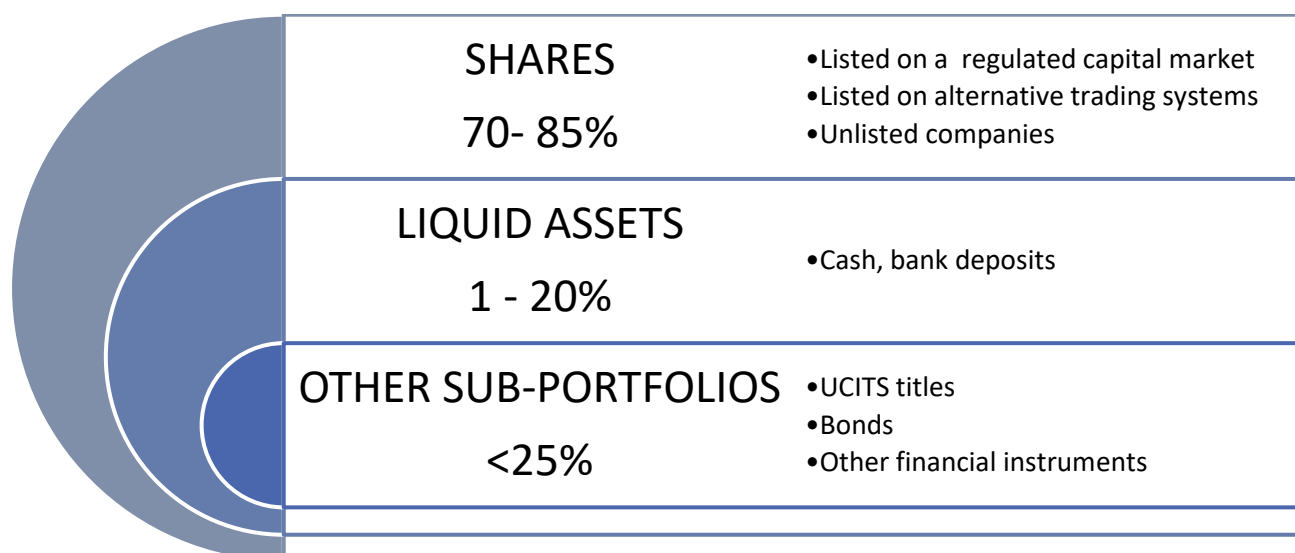 SHARES
70- 85%
•Listed on a  regulated capital market
•Listed on alternative trading systems
•Unlisted companies
LIQUID ASSETS
1 - 20%
•Cash, bank deposits
OTHER SUB-PORTFOLIOS
<25%
•UCITS titles
•Bonds
•Other financial instruments